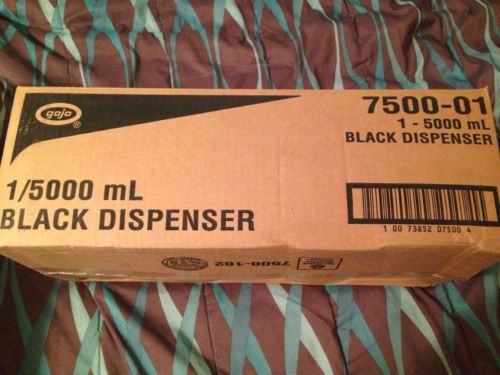 gojo
®
7500-01
1 - 5000 mL
BLACK DISPENSER
1/5000 mL
BLACK DISPENSER
1 00 73852 07500 4
7500-102